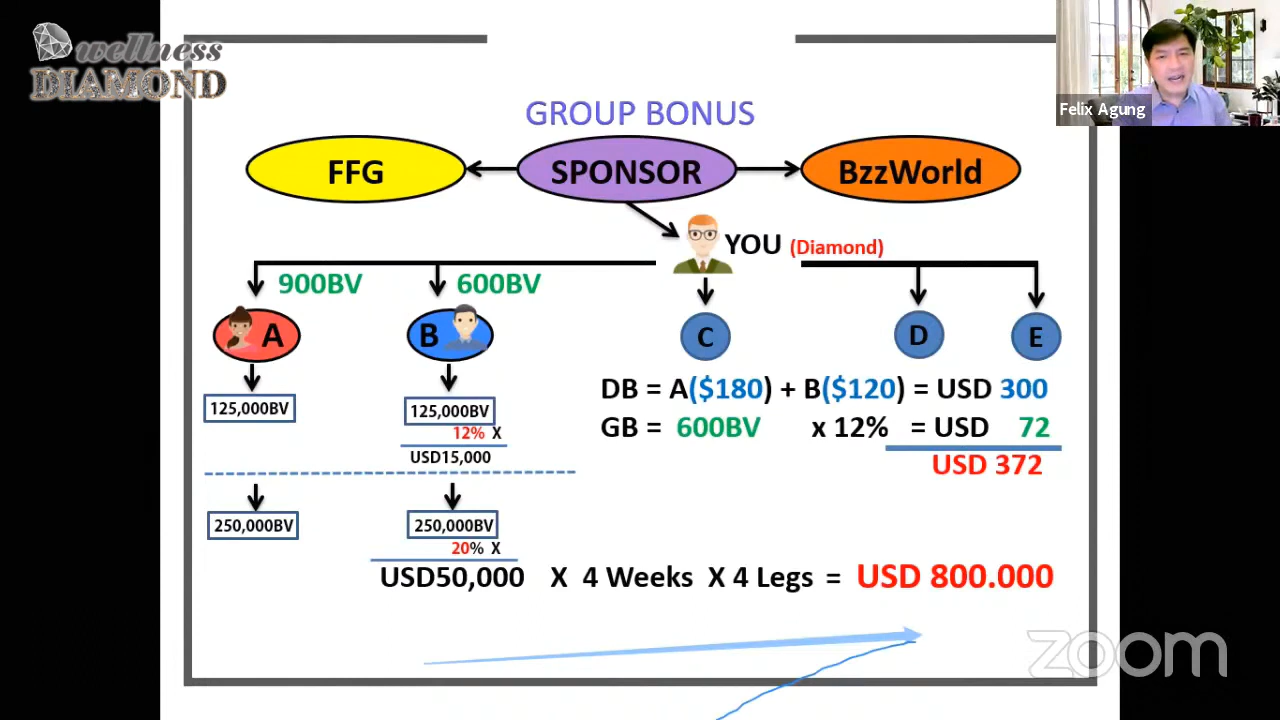 wellness
DIAMOND
Felix Agung
GROUP BONUS
FFG
SPONSOR
BzzWorld
YOU (Diamond)
900BV
600BV
A
B
C
D
E
125,000BV
125,000BV
12% X
USD15,000
DB = A($180) + B($120) = USD 300
GB = 600BV x 12% = USD 72
USD 372
250,000BV
250,000BV
20% X
USD50,000 X 4 Weeks X 4 Legs = USD 800.000
zoom